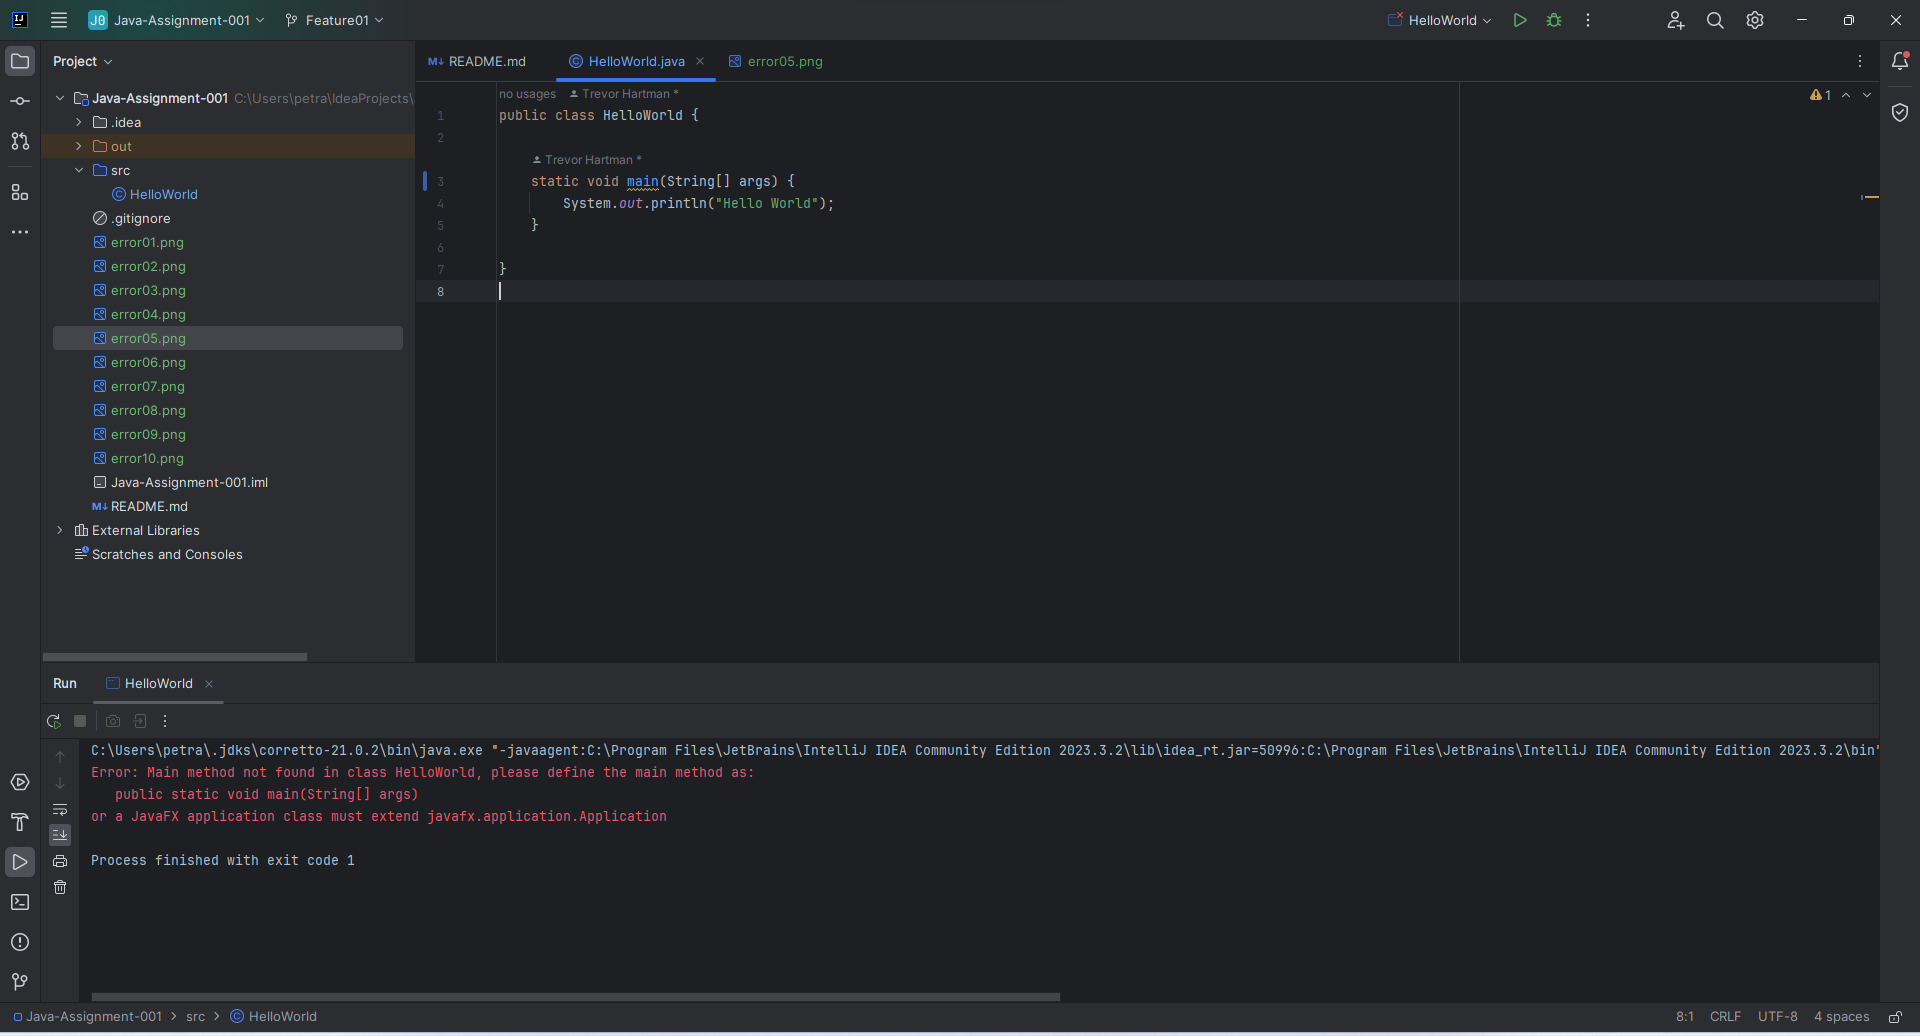 J0 Java-Assignment-001 Feature01 HelloWorld
Project
README.md HelloWorld.java error05.png
Java-Assignment-001 C:\Users\petra\IdeaProjects\
.idea
out
src
HelloWorld
.gitignore
error01.png
error02.png
error03.png
error04.png
error05.png
error06.png
error07.png
error08.png
error09.png
error10.png
Java-Assignment-001.iml
README.md
External Libraries
Scratches and Consoles
no usages Trevor Hartman *
1 public class HelloWorld {
2
Trevor Hartman *
3 static void main(String[] args) {
4 System.out.println("Hello World");
5 }
6
7 }
8
1
Run HelloWorld
C:\Users\petra\.jdks\corretto-21.0.2\bin\java.exe "-javaagent:C:\Program Files\JetBrains\IntelliJ IDEA Community Edition 2023.3.2\lib\idea_rt.jar=50996:C:\Program Files\JetBrains\IntelliJ IDEA Community Edition 2023.3.2\bin"
Error: Main method not found in class HelloWorld, please define the main method as:
public static void main(String[] args)
or a JavaFX application class must extend javafx.application.Application
Process finished with exit code 1
Java-Assignment-001 > src > HelloWorld 8:1 CRLF UTF-8 4 spaces